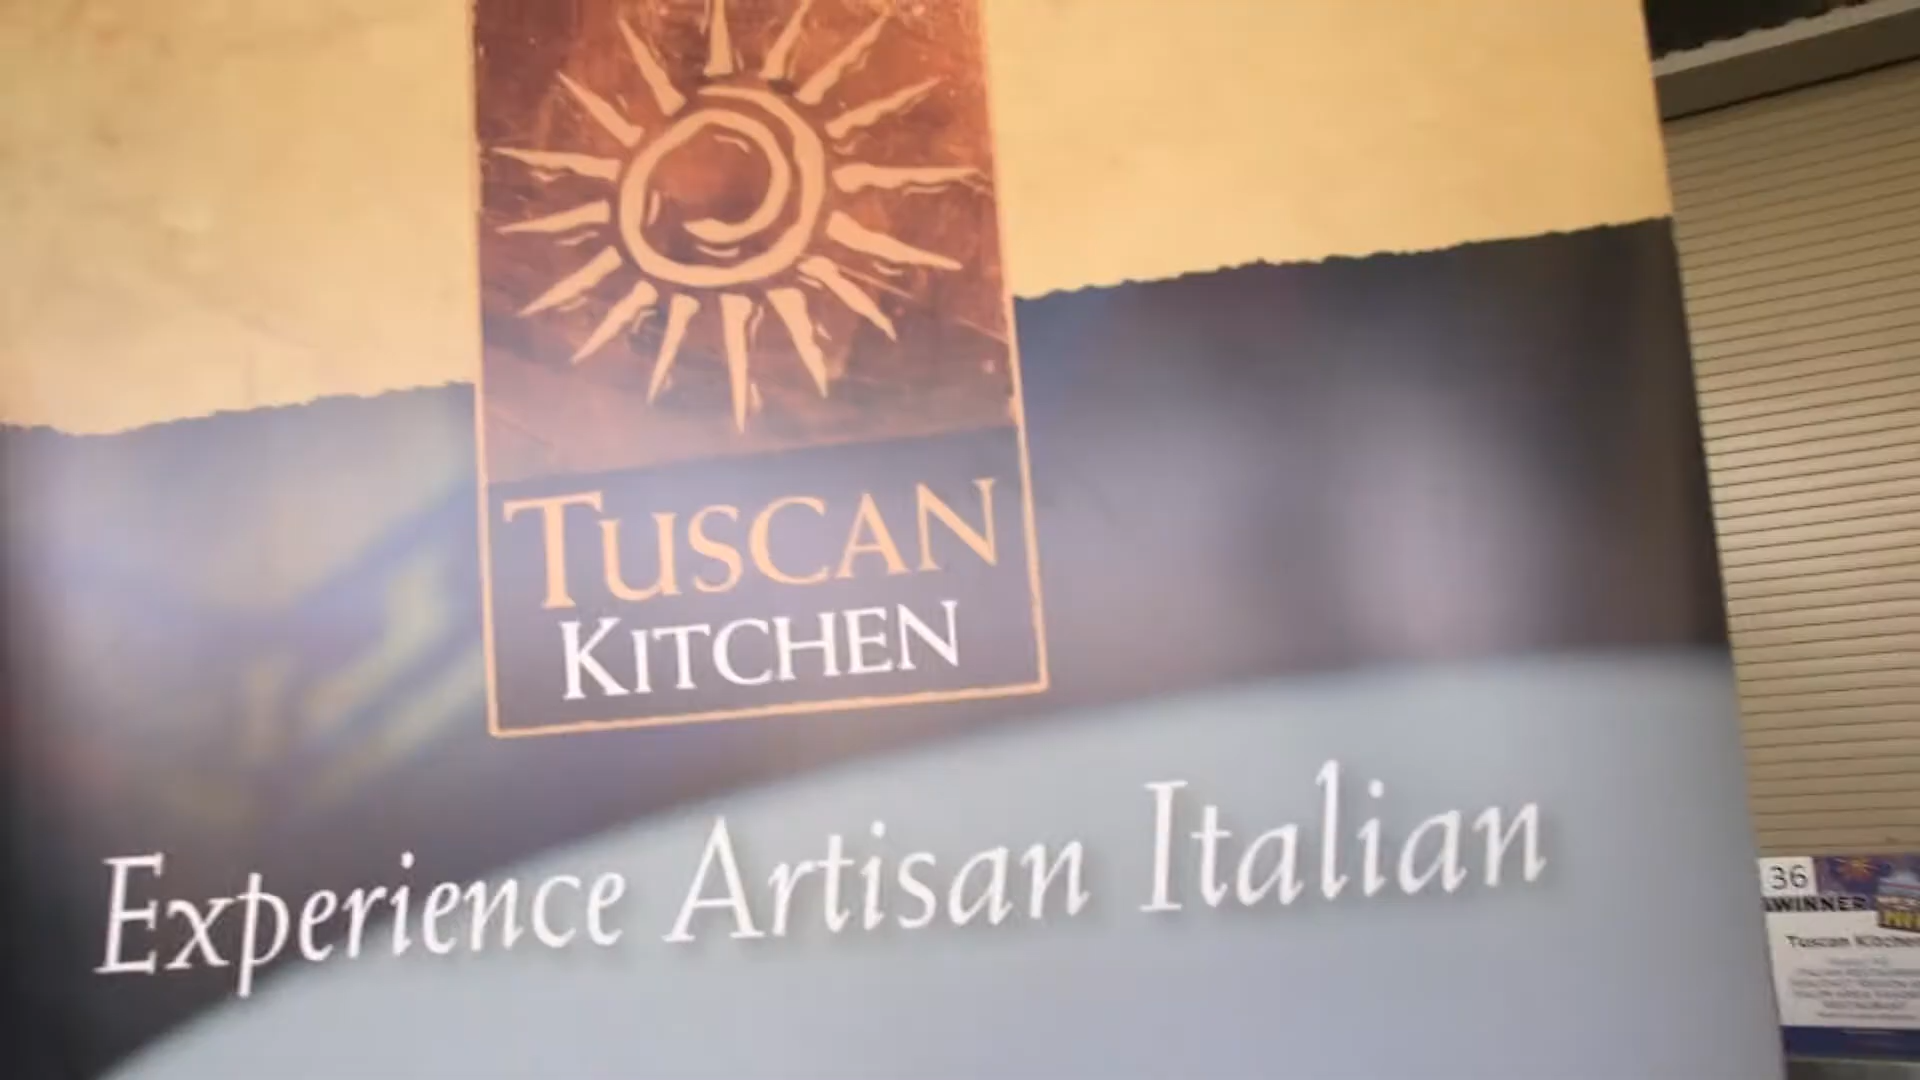 TUSCAN
KITCHEN
Experience Artisan Italian
36
WINNER
Tuscan Kitchen